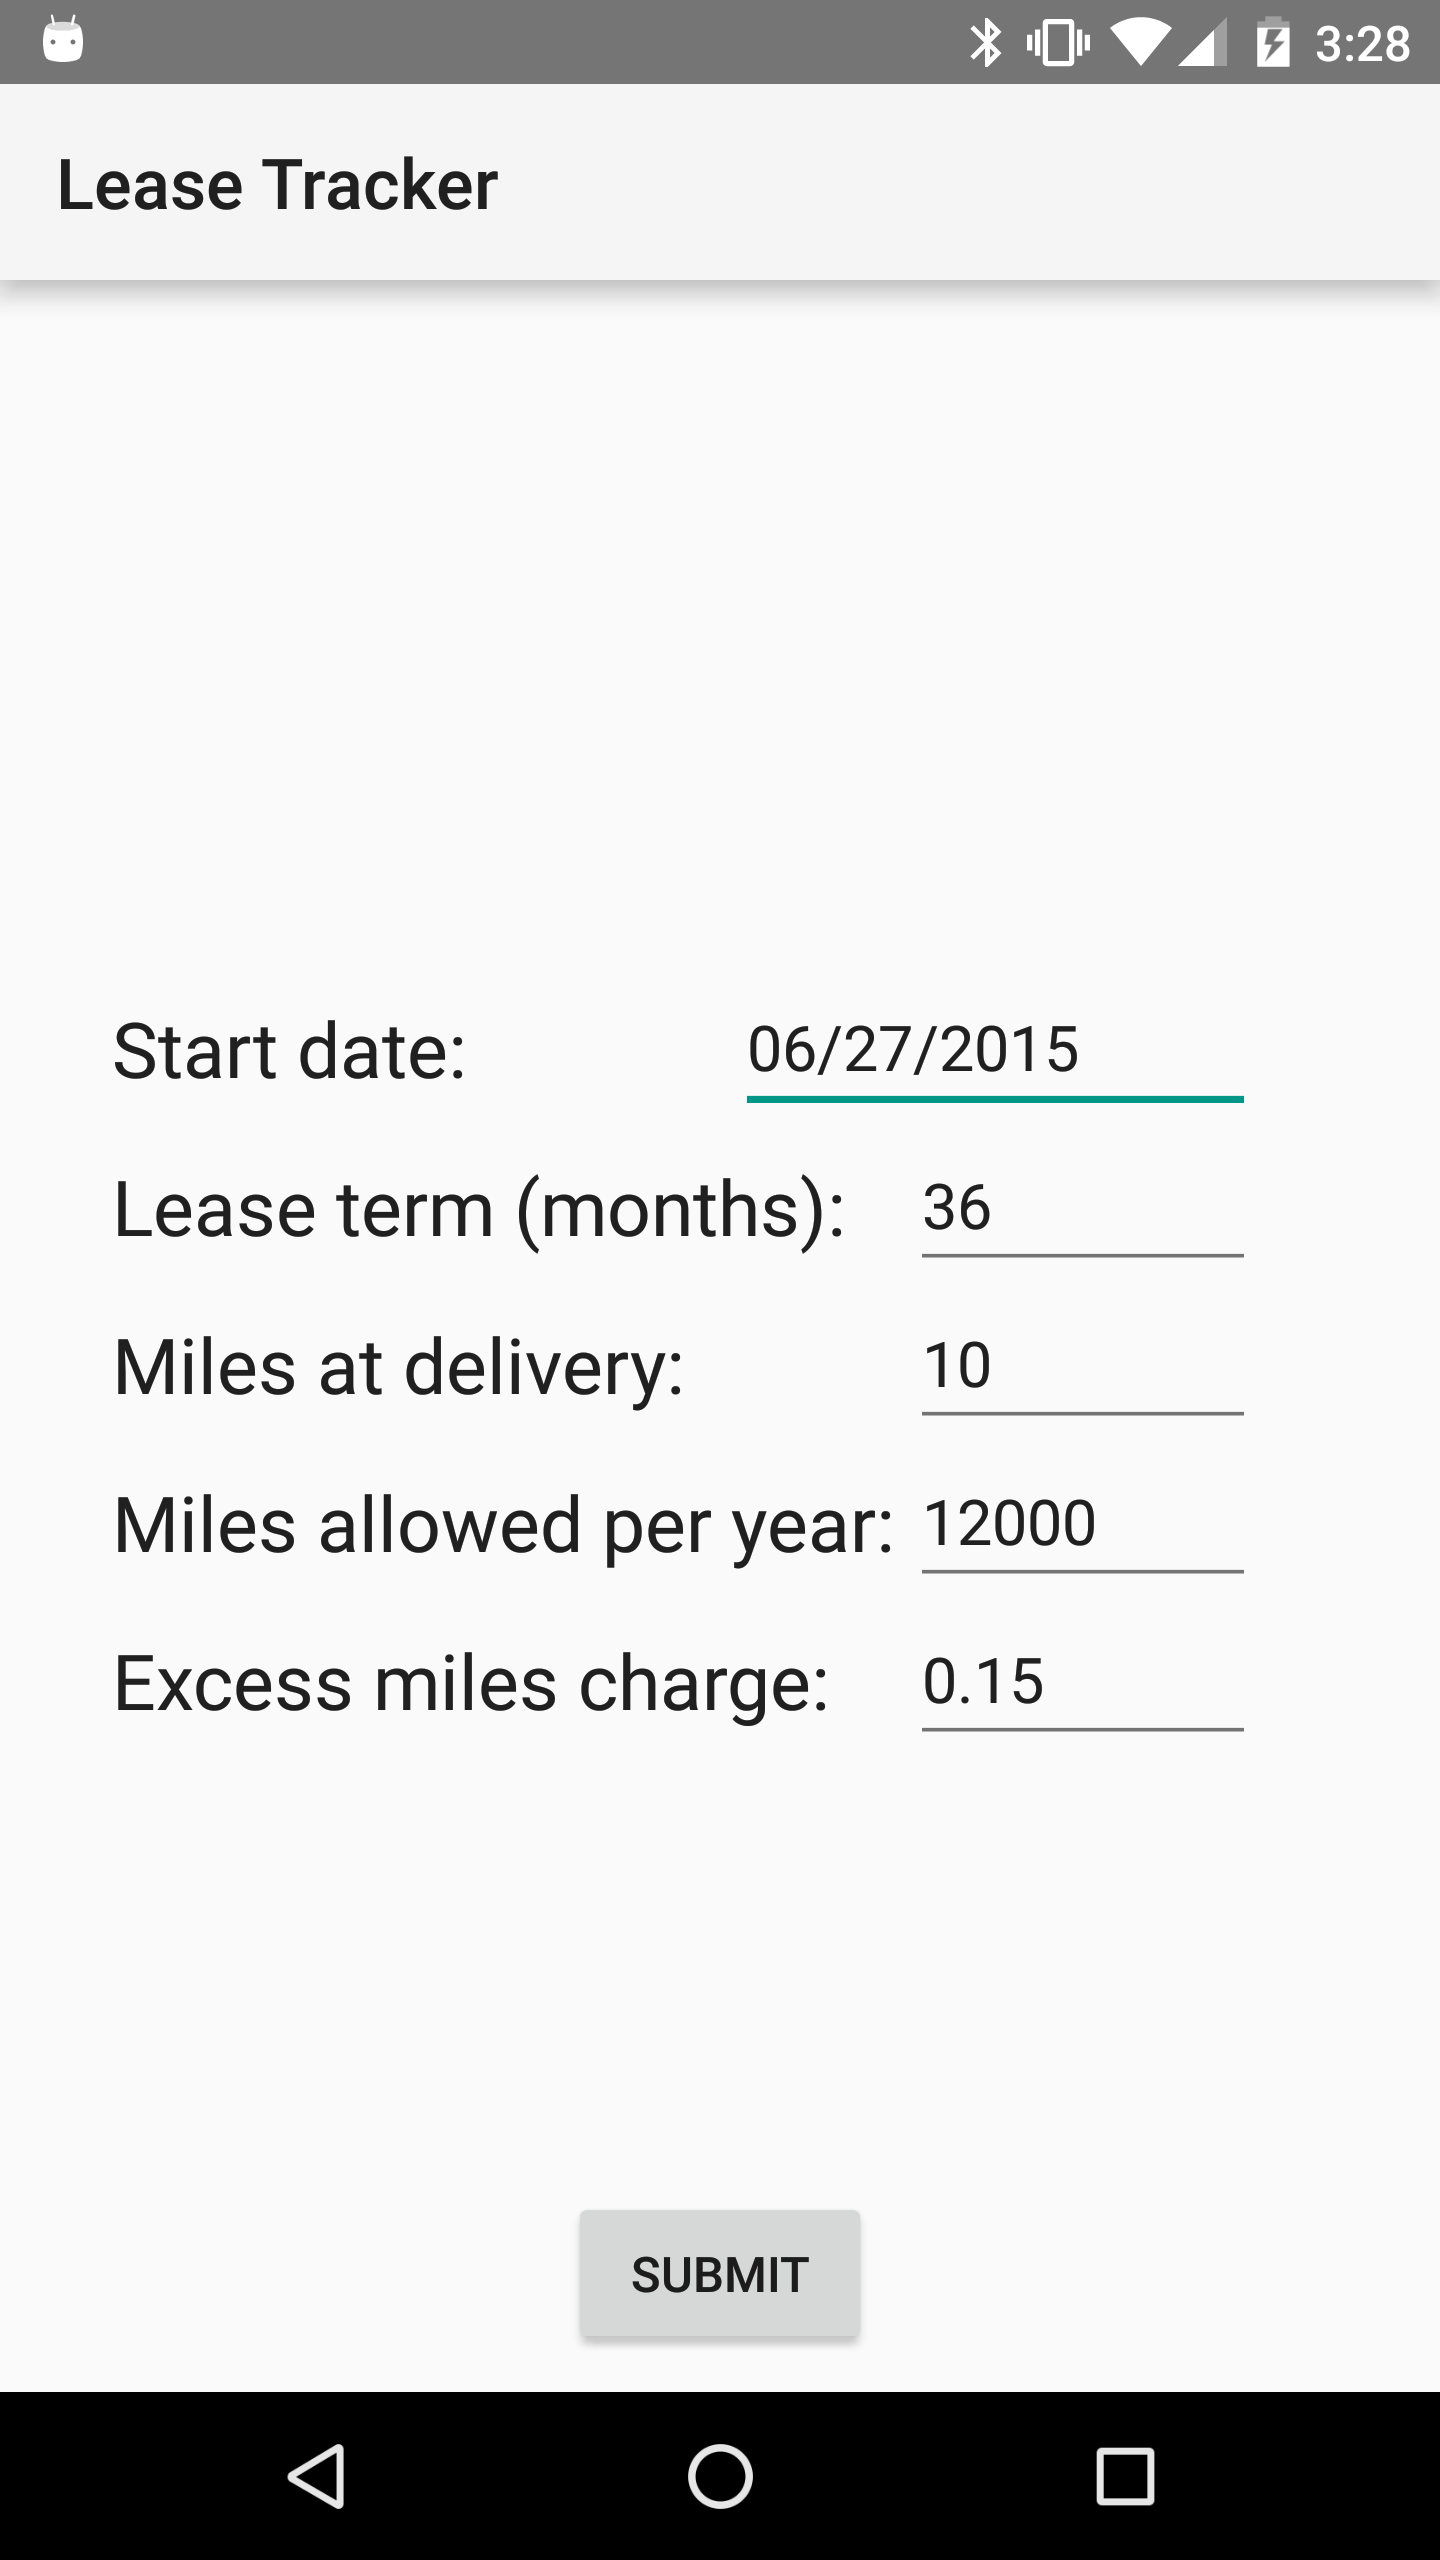 3:28
Lease Tracker
Start date: 06/27/2015
Lease term (months): 36
Miles at delivery: 10
Miles allowed per year: 12000
Excess miles charge: 0.15
SUBMIT